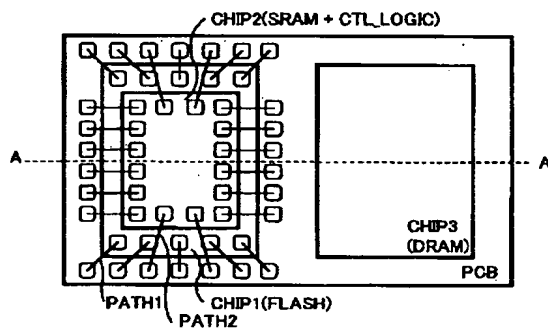 CHIP2(SRAM + CTL_LOGIC)
A
A
CHIP3
(DRAM)
PCB
PATH1
CHIP1(FLASH)
PATH2